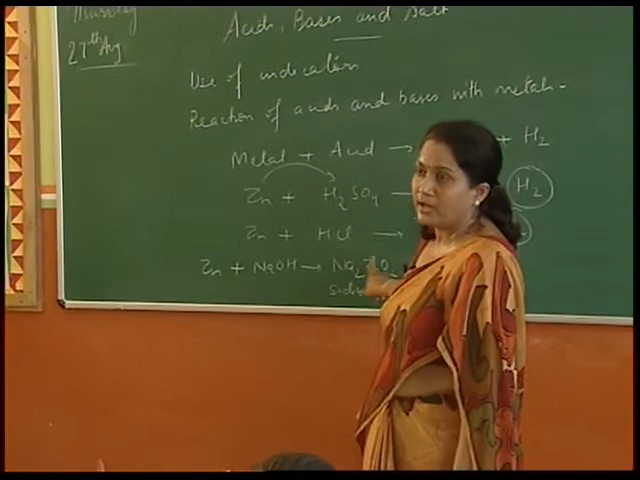 Thursday
27th Aug
Acids, Bases and Salt
Use of indicators
Reaction of acids and bases with metals -
Metal + Acid → + H2
Zn + H2SO4 → H2
Zn + HCl →
Zn + NaOH → Na2ZnO2